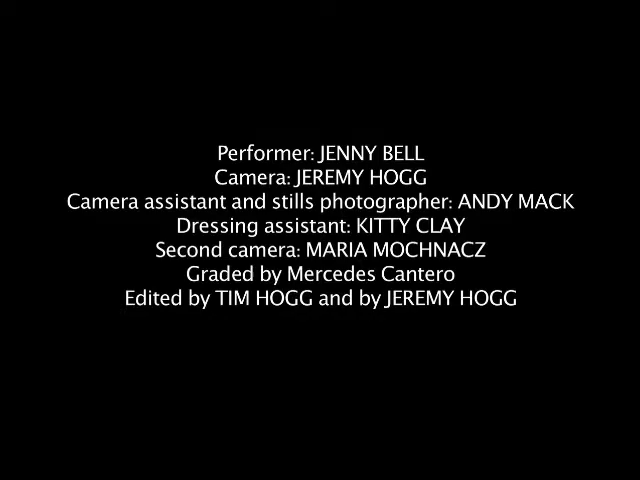 Performer: JENNY BELL
Camera: JEREMY HOGG
Camera assistant and stills photographer: ANDY MACK
Dressing assistant: KITTY CLAY
Second camera: MARIA MOCHNACZ
Graded by Mercedes Cantero
Edited by TIM HOGG and by JEREMY HOGG